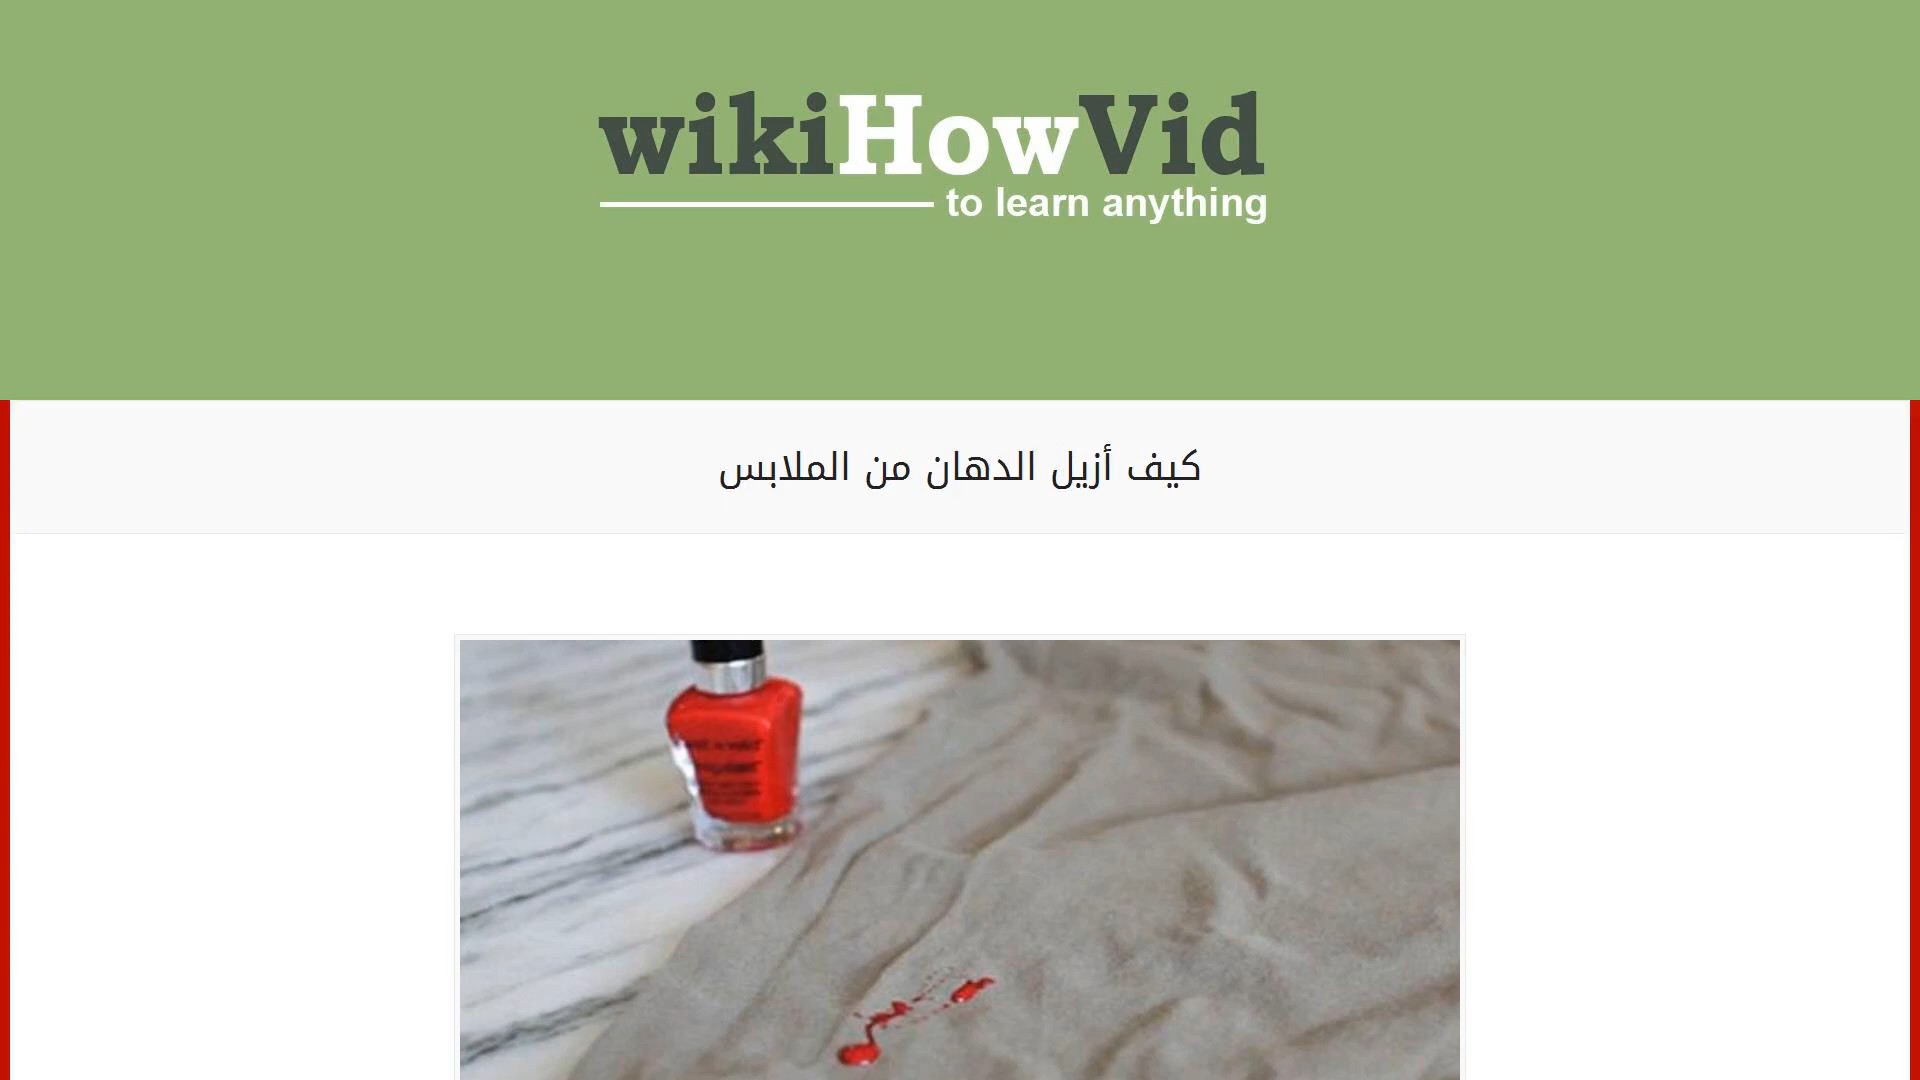 wikiHowVid
to learn anything
كيف أزيل الدهان من الملابس